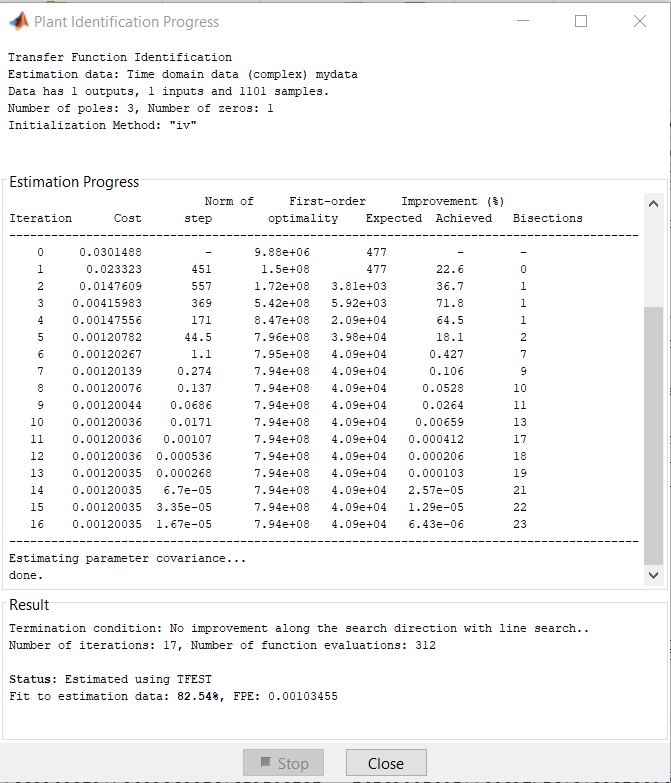 Plant Identification Progress
Transfer Function Identification
Estimation data: Time domain data (complex) mydata
Data has 1 outputs, 1 inputs and 1101 samples.
Number of poles: 3, Number of zeros: 1
Initialization Method: "iv"
Estimation Progress
Norm of First-order Improvement (%)
Iteration Cost step optimality Expected Achieved Bisections
0 0.0301488 - 9.88e+06 477 - -
1 0.023323 451 1.5e+08 477 22.6 0
2 0.0147609 557 1.72e+08 3.81e+03 36.7 1
3 0.00415983 369 5.42e+08 5.92e+03 71.8 1
4 0.00147556 171 8.47e+08 2.09e+04 64.5 1
5 0.00120782 44.5 7.96e+08 3.98e+04 18.1 2
6 0.00120267 1.1 7.95e+08 4.09e+04 0.427 7
7 0.00120139 0.274 7.94e+08 4.09e+04 0.106 9
8 0.00120076 0.137 7.94e+08 4.09e+04 0.0528 10
9 0.00120044 0.0686 7.94e+08 4.09e+04 0.0264 11
10 0.00120036 0.0171 7.94e+08 4.09e+04 0.00659 13
11 0.00120036 0.00107 7.94e+08 4.09e+04 0.000412 17
12 0.00120036 0.000536 7.94e+08 4.09e+04 0.000206 18
13 0.00120035 0.000268 7.94e+08 4.09e+04 0.000103 19
14 0.00120035 6.7e-05 7.94e+08 4.09e+04 2.57e-05 21
15 0.00120035 3.35e-05 7.94e+08 4.09e+04 1.29e-05 22
16 0.00120035 1.67e-05 7.94e+08 4.09e+04 6.43e-06 23
Estimating parameter covariance...
done.
Result
Termination condition: No improvement along the search direction with line search..
Number of iterations: 17, Number of function evaluations: 312
Status: Estimated using TFEST
Fit to estimation data: 82.54%, FPE: 0.00103455
Stop Close